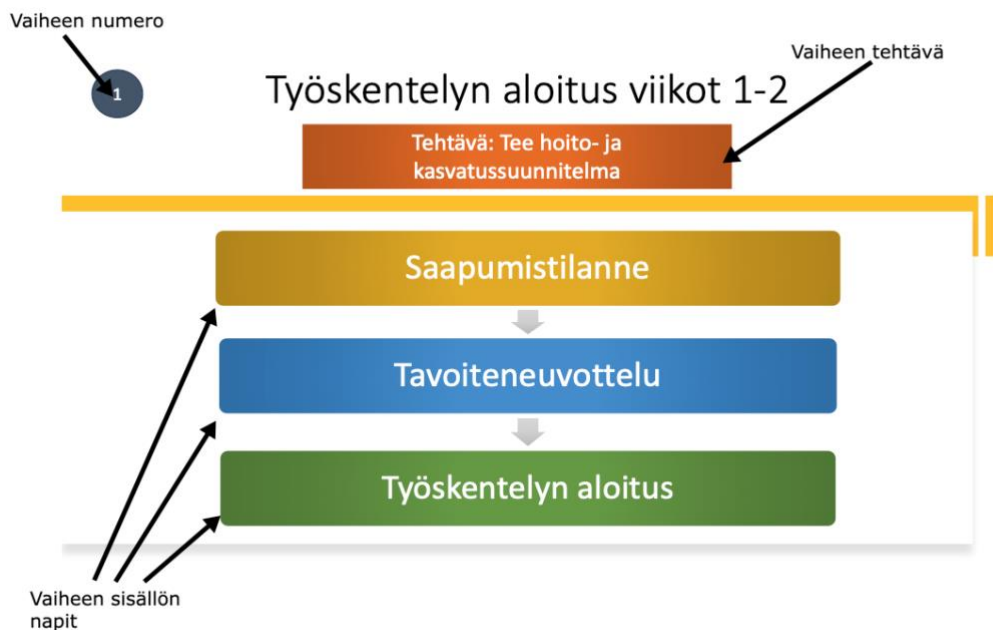 Vaiheen numero
Vaiheen tehtävä
1
Työskentelyn aloitus viikot 1-2
Tehtävä: Tee hoito- ja
kasvatussuunnitelma
Saapumistilanne
Tavoiteneuvottelu
Työskentelyn aloitus
Vaiheen sisällön
napit